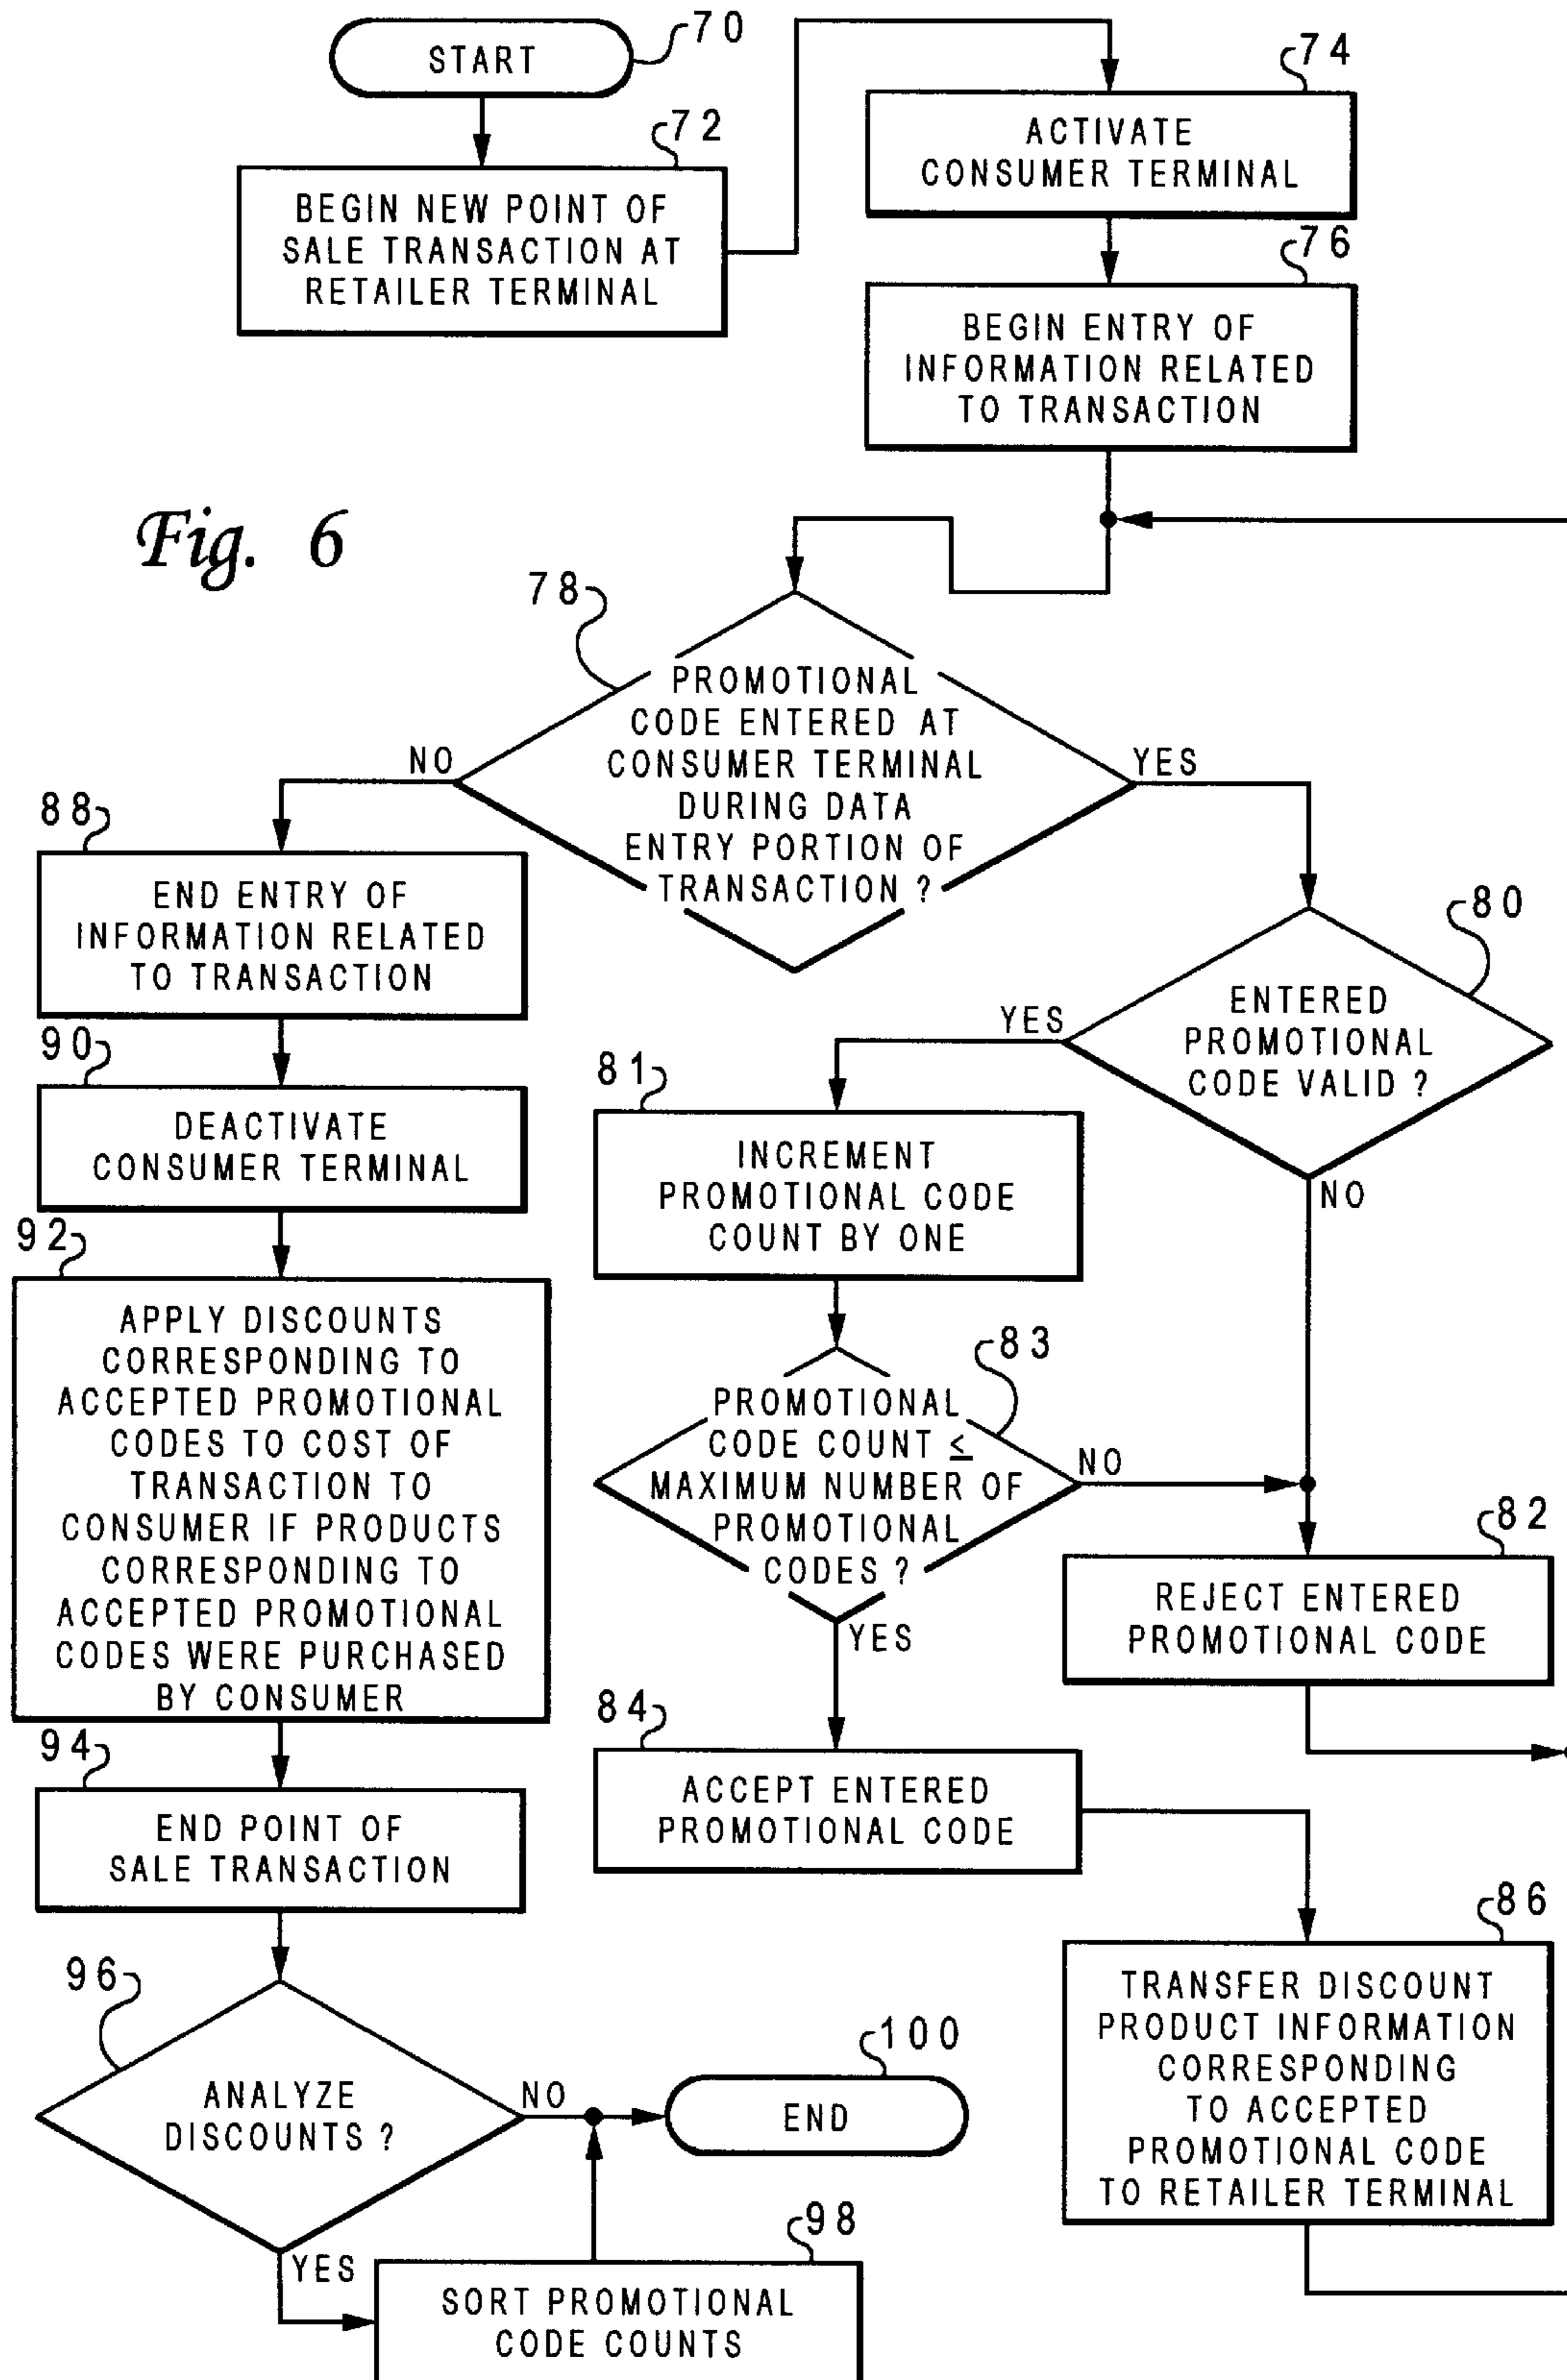 START
70
72
BEGIN NEW POINT OF
SALE TRANSACTION AT
RETAILER TERMINAL
74
ACTIVATE
CONSUMER TERMINAL
76
BEGIN ENTRY OF
INFORMATION RELATED
TO TRANSACTION
Fig. 6
78
PROMOTIONAL
CODE ENTERED AT
CONSUMER TERMINAL
DURING DATA
ENTRY PORTION OF
TRANSACTION ?
NO
YES
88
END ENTRY OF
INFORMATION RELATED
TO TRANSACTION
80
ENTERED
PROMOTIONAL
CODE VALID ?
YES
NO
90
DEACTIVATE
CONSUMER TERMINAL
81
INCREMENT
PROMOTIONAL CODE
COUNT BY ONE
92
APPLY DISCOUNTS
CORRESPONDING TO
ACCEPTED PROMOTIONAL
CODES TO COST OF
TRANSACTION TO
CONSUMER IF PRODUCTS
CORRESPONDING TO
ACCEPTED PROMOTIONAL
CODES WERE PURCHASED
BY CONSUMER
83
PROMOTIONAL
CODE COUNT ≤
MAXIMUM NUMBER OF
PROMOTIONAL
CODES ?
NO
YES
82
REJECT ENTERED
PROMOTIONAL CODE
84
ACCEPT ENTERED
PROMOTIONAL CODE
94
END POINT OF
SALE TRANSACTION
86
TRANSFER DISCOUNT
PRODUCT INFORMATION
CORRESPONDING
TO ACCEPTED
PROMOTIONAL CODE
TO RETAILER TERMINAL
96
ANALYZE
DISCOUNTS ?
NO
YES
100
END
98
SORT PROMOTIONAL
CODE COUNTS